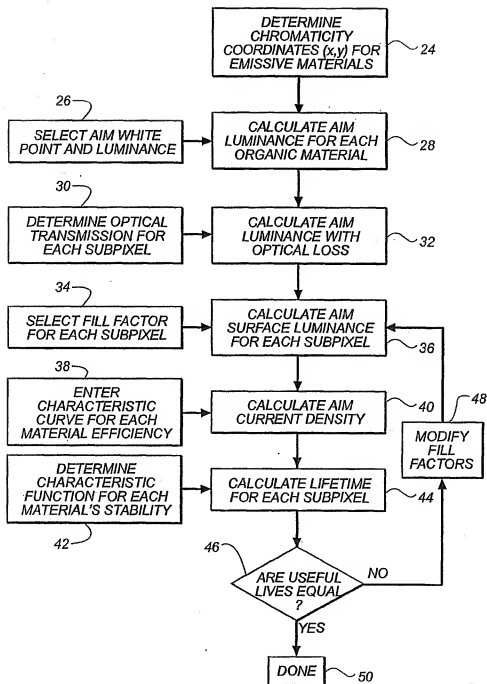 DETERMINE
CHROMATICITY
COORDINATES (x,y) FOR
EMISSIVE MATERIALS
24
26
SELECT AIM WHITE
POINT AND LUMINANCE
CALCULATE AIM
LUMINANCE FOR EACH
ORGANIC MATERIAL
28
30
DETERMINE OPTICAL
TRANSMISSION FOR
EACH SUBPIXEL
CALCULATE AIM
LUMINANCE WITH
OPTICAL LOSS
32
34
SELECT FILL FACTOR
FOR EACH SUBPIXEL
CALCULATE AIM
SURFACE LUMINANCE
FOR EACH SUBPIXEL
36
38
ENTER
CHARACTERISTIC
CURVE FOR EACH
MATERIAL EFFICIENCY
CALCULATE AIM
CURRENT DENSITY
40
48
MODIFY
FILL
FACTORS
DETERMINE
CHARACTERISTIC
FUNCTION FOR EACH
MATERIAL'S STABILITY
42
CALCULATE LIFETIME
FOR EACH SUBPIXEL
44
46
ARE USEFUL
LIVES EQUAL
?
NO
YES
DONE
50